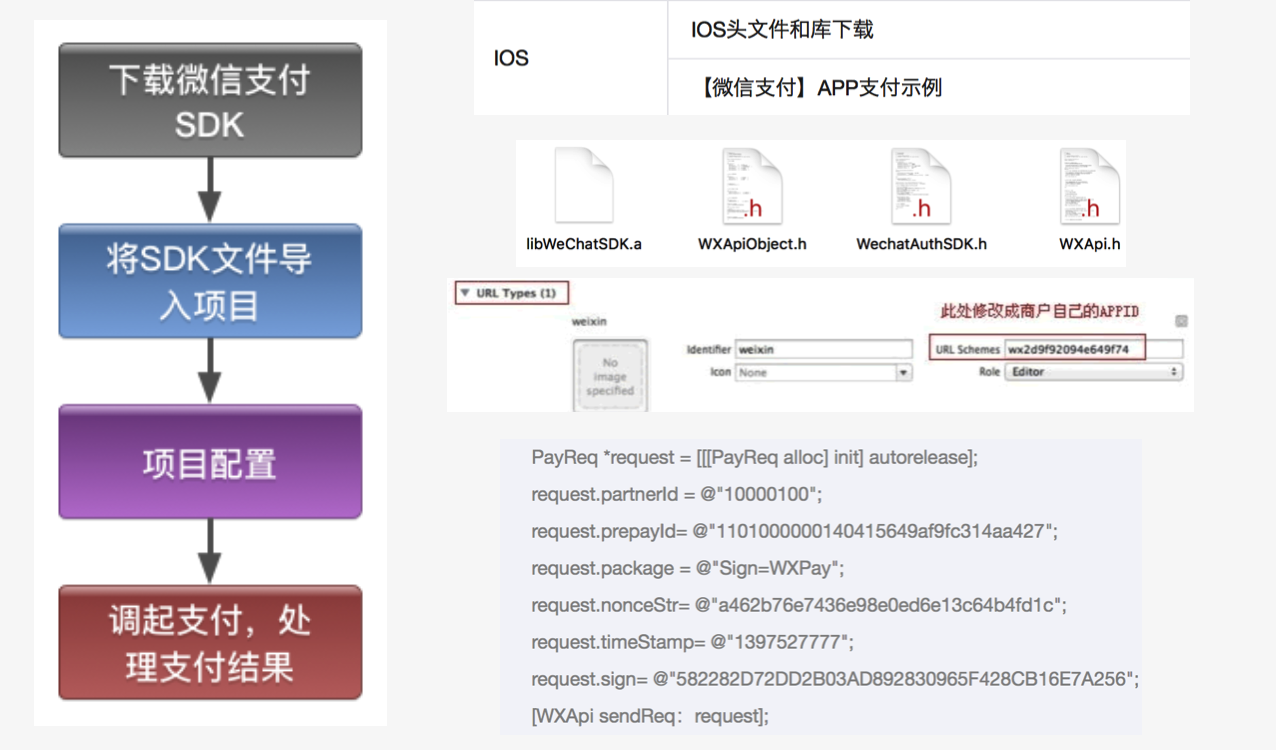 下载微信支付
SDK
将SDK文件导
入项目
项目配置
调起支付，处
理支付结果
IOS
IOS头文件和库下载
【微信支付】APP支付示例
.h
.h
.h
libWeChatSDK.a
WXApiObject.h
WechatAuthSDK.h
WXApi.h
URL Types (1)
此处修改成商户自己的APPID
weixin
No
image
specified
Identifier weixin
URL Schemes wx2d9f92094e649f74
Icon None
Role Editor
PayReq *request = [[[PayReq alloc] init] autorelease];
request.partnerId = @"10000100";
request.prepayId= @"1101000000140415649af9fc314aa427";
request.package = @"Sign=WXPay";
request.nonceStr= @"a462b76e7436e98e0ed6e13c64b4fd1c";
request.timeStamp= @"1397527777";
request.sign= @"582282D72DD2B03AD892830965F428CB16E7A256";
[WXApi sendReq：request];